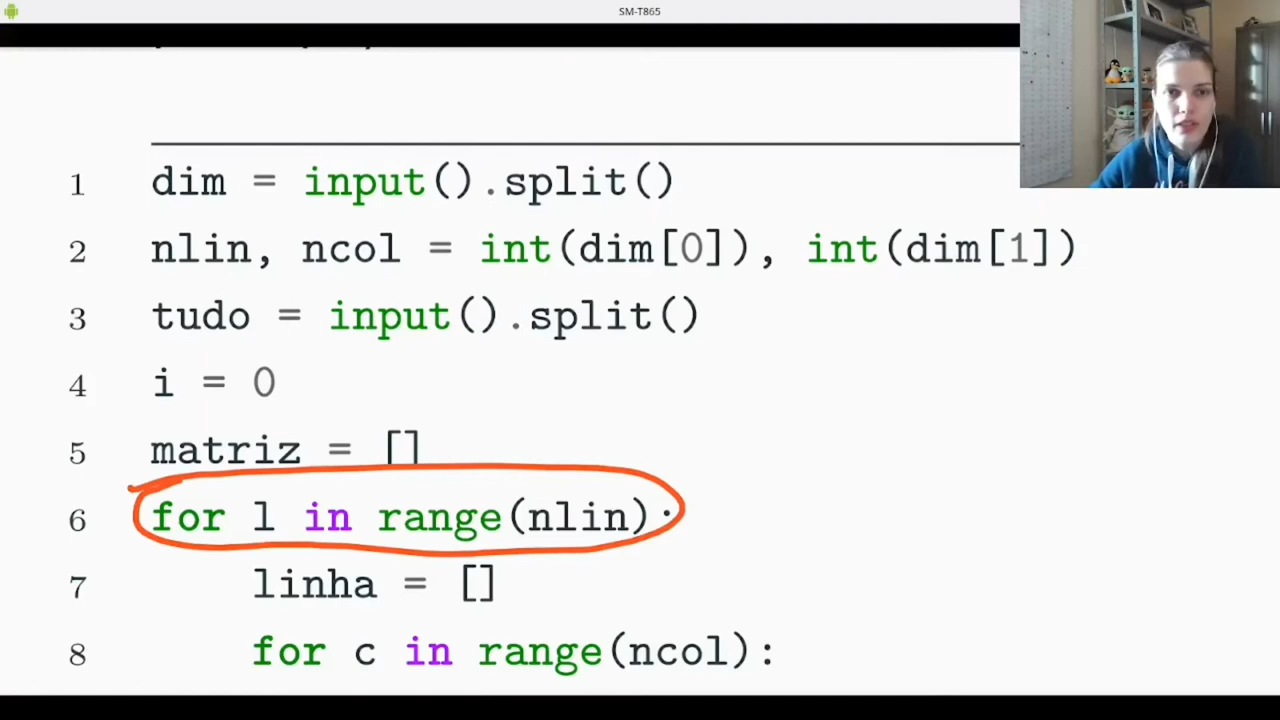 SM-T865
1 dim = input().split()
2 nlin, ncol = int(dim[0]), int(dim[1])
3 tudo = input().split()
4 i = 0
5 matriz = []
6 for l in range(nlin):
7 linha = []
8 for c in range(ncol):